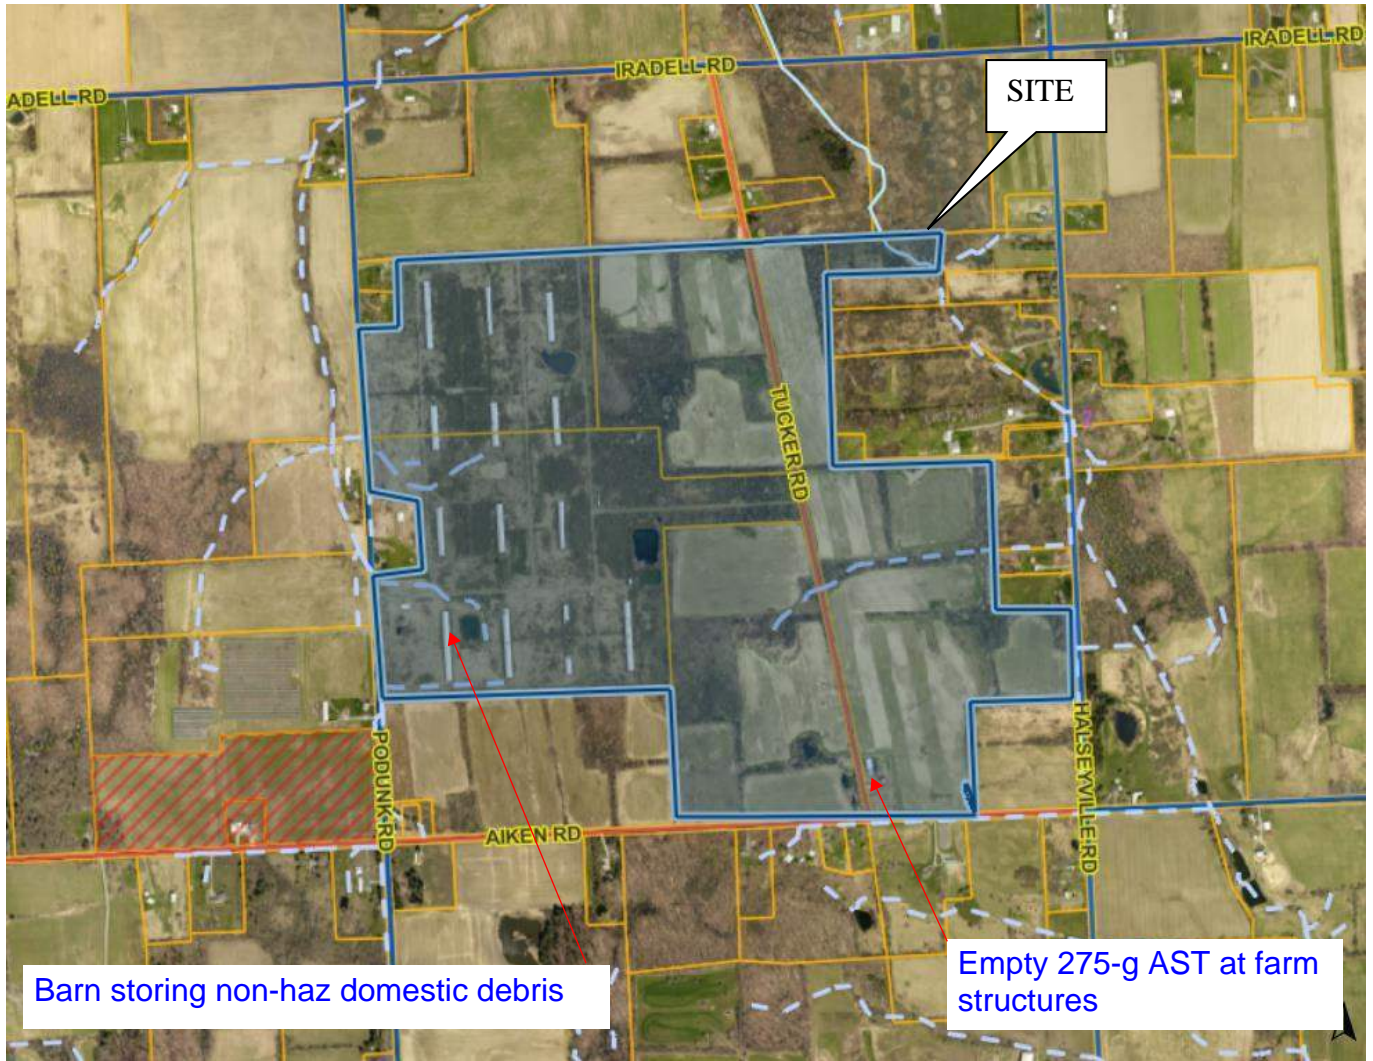 IRADELL RD
IRADELL RD
ADELL RD
SITE
TUCKER RD
PODUNK RD
HALSEYVILLE RD
AIKEN RD
Barn storing non-haz domestic debris
Empty 275-g AST at farm
structures